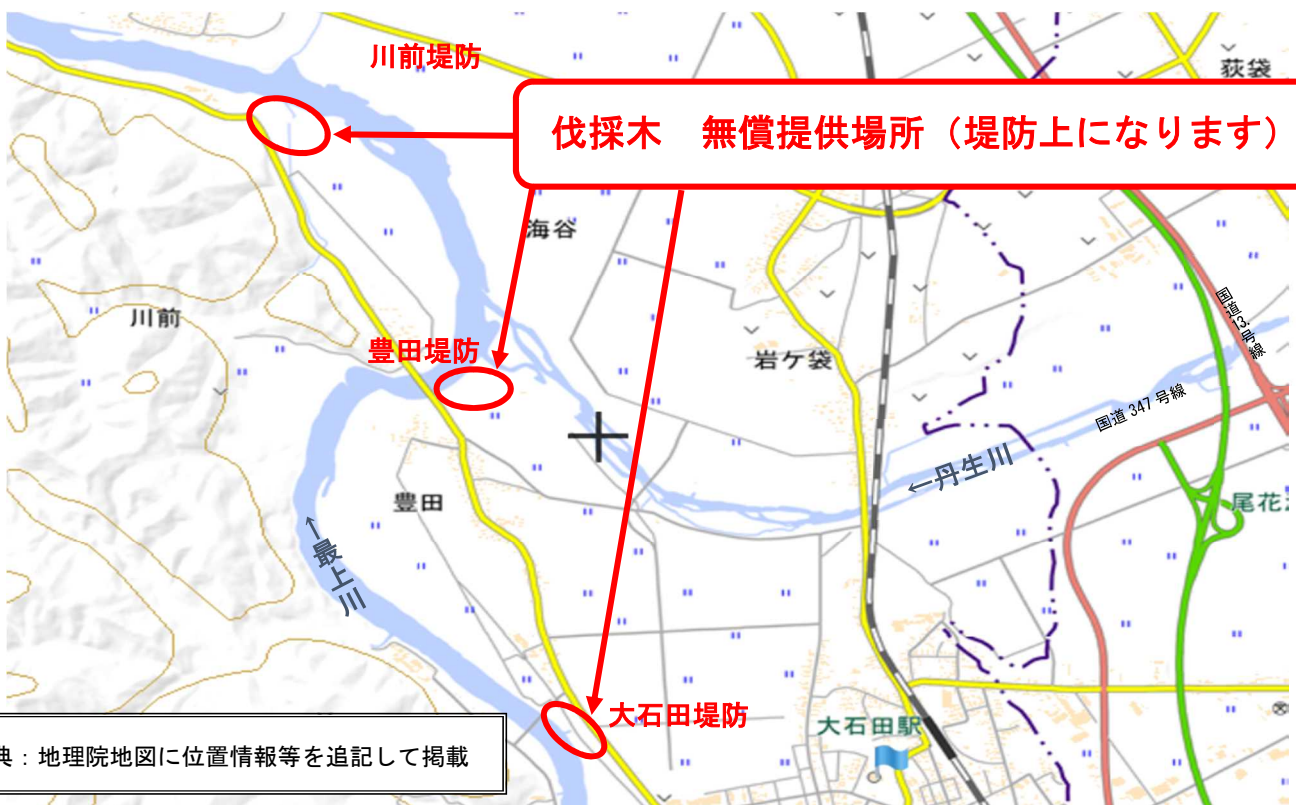 川前堤防
荻袋
伐採木 無償提供場所（堤防上になります）
海谷
川前
国道13号線
豊田堤防
岩ケ袋
国道 347 号線
←丹生川
豊田
尾花
←最上川
大石田堤防
大石田駅
典：地理院地図に位置情報等を追記して掲載